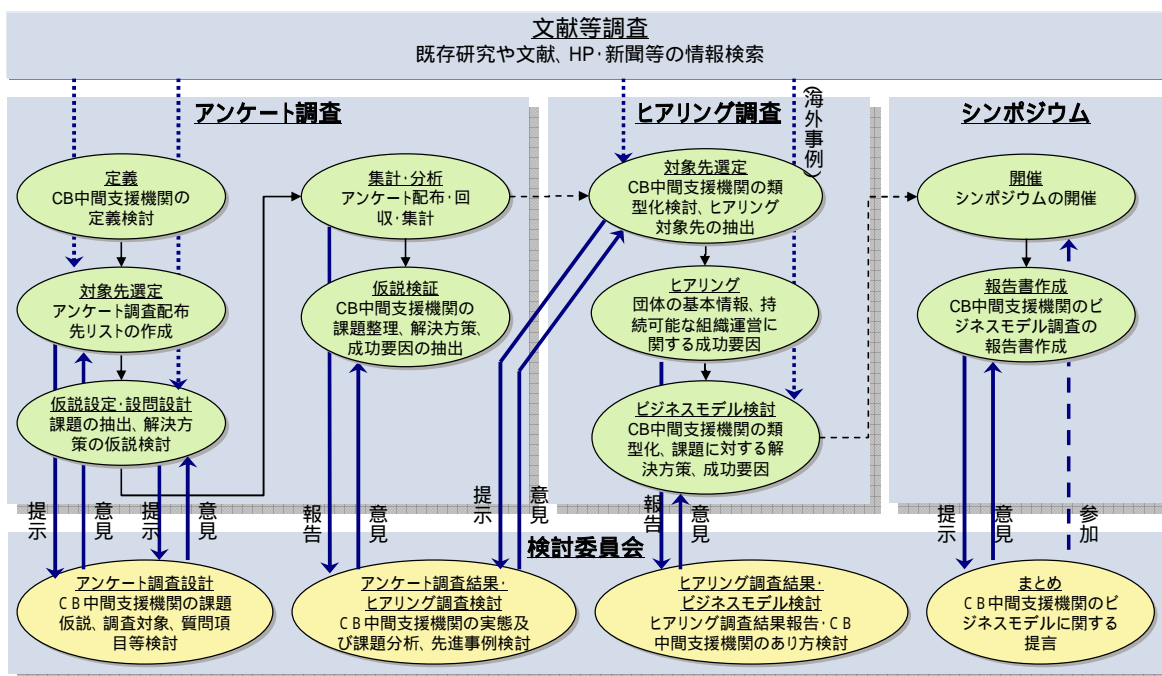 文献等調査
既存研究や文献、HP・新聞等の情報検索
アンケート調査
定義
CB中間支援機関の
定義検討
対象先選定
アンケート調査配布
先リストの作成
仮説設定・設問設計
課題の抽出、解決方
策の仮説検討
集計・分析
アンケート配布・回
収・集計
仮説検証
CB中間支援機関の
課題整理、解決方策、
成功要因の抽出
ヒアリング調査
(海外事例)
対象先選定
CB中間支援機関の類
型化検討、ヒアリング
対象先の抽出
ヒアリング
団体の基本情報、持
続可能な組織運営に
関する成功要因
ビジネスモデル検討
CB中間支援機関の類
型化、課題に対する解
決方策、成功要因
シンポジウム
開催
シンポジウムの開催
報告書作成
CB中間支援機関のビ
ジネスモデル調査の
報告書作成
提示
意見
提示
意見
報告
意見
提示
意見
報告
意見
提示
意見
参加
検討委員会
アンケート調査設計
CB中間支援機関の課題
仮説、調査対象、質問項
目等検討
アンケート調査結果・
ヒアリング調査検討
CB中間支援機関の実態及
び課題分析、先進事例検討
ヒアリング調査結果・
ビジネスモデル検討
ヒアリング調査結果報告・CB
中間支援機関のあり方検討
まとめ
CB中間支援機関のビ
ジネスモデルに関する
提言